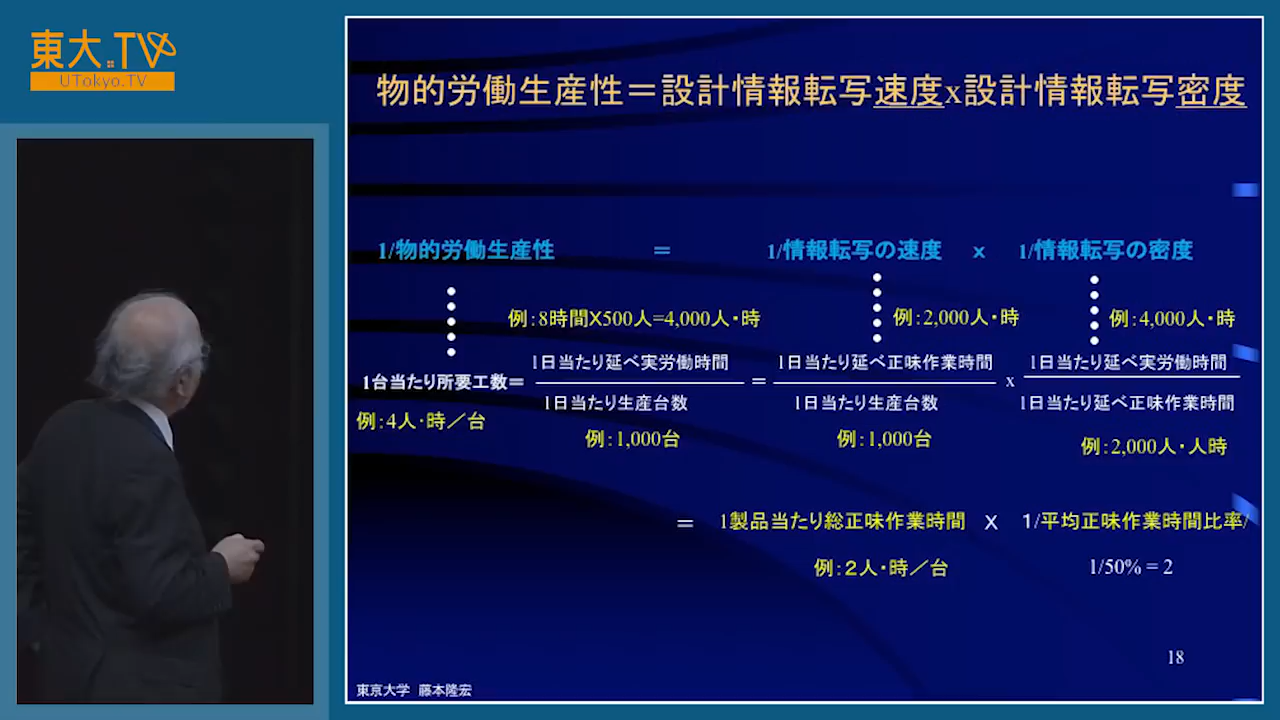 東大.TV
UTokyo.TV
物的労働生産性＝設計情報転写速度x設計情報転写密度
1/物的労働生産性 ＝ 1/情報転写の速度 x 1/情報転写の密度
例：8時間X500人=4,000人・時 例：2,000人・時 例：4,000人・時
1日当たり延べ実労働時間 1日当たり延べ正味作業時間 1日当たり延べ実労働時間
1台当たり所要工数＝ ＝ x
1日当たり生産台数 1日当たり生産台数 1日当たり延べ正味作業時間
例：4人・時／台
例：1,000台 例：1,000台 例：2,000人・人時
＝ 1製品当たり総正味作業時間 X 1/平均正味作業時間比率/
例：２人・時／台 1/50% = 2
18
東京大学 藤本隆宏